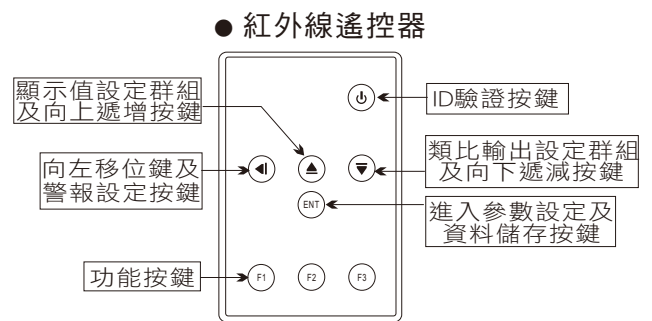 ● 紅外線遙控器
顯示值設定群組
及向上遞增按鍵
ID驗證按鍵
向左移位鍵及
警報設定按鍵
類比輸出設定群組
及向下遞減按鍵
ENT
進入參數設定及
資料儲存按鍵
功能按鍵
F1
F2
F3